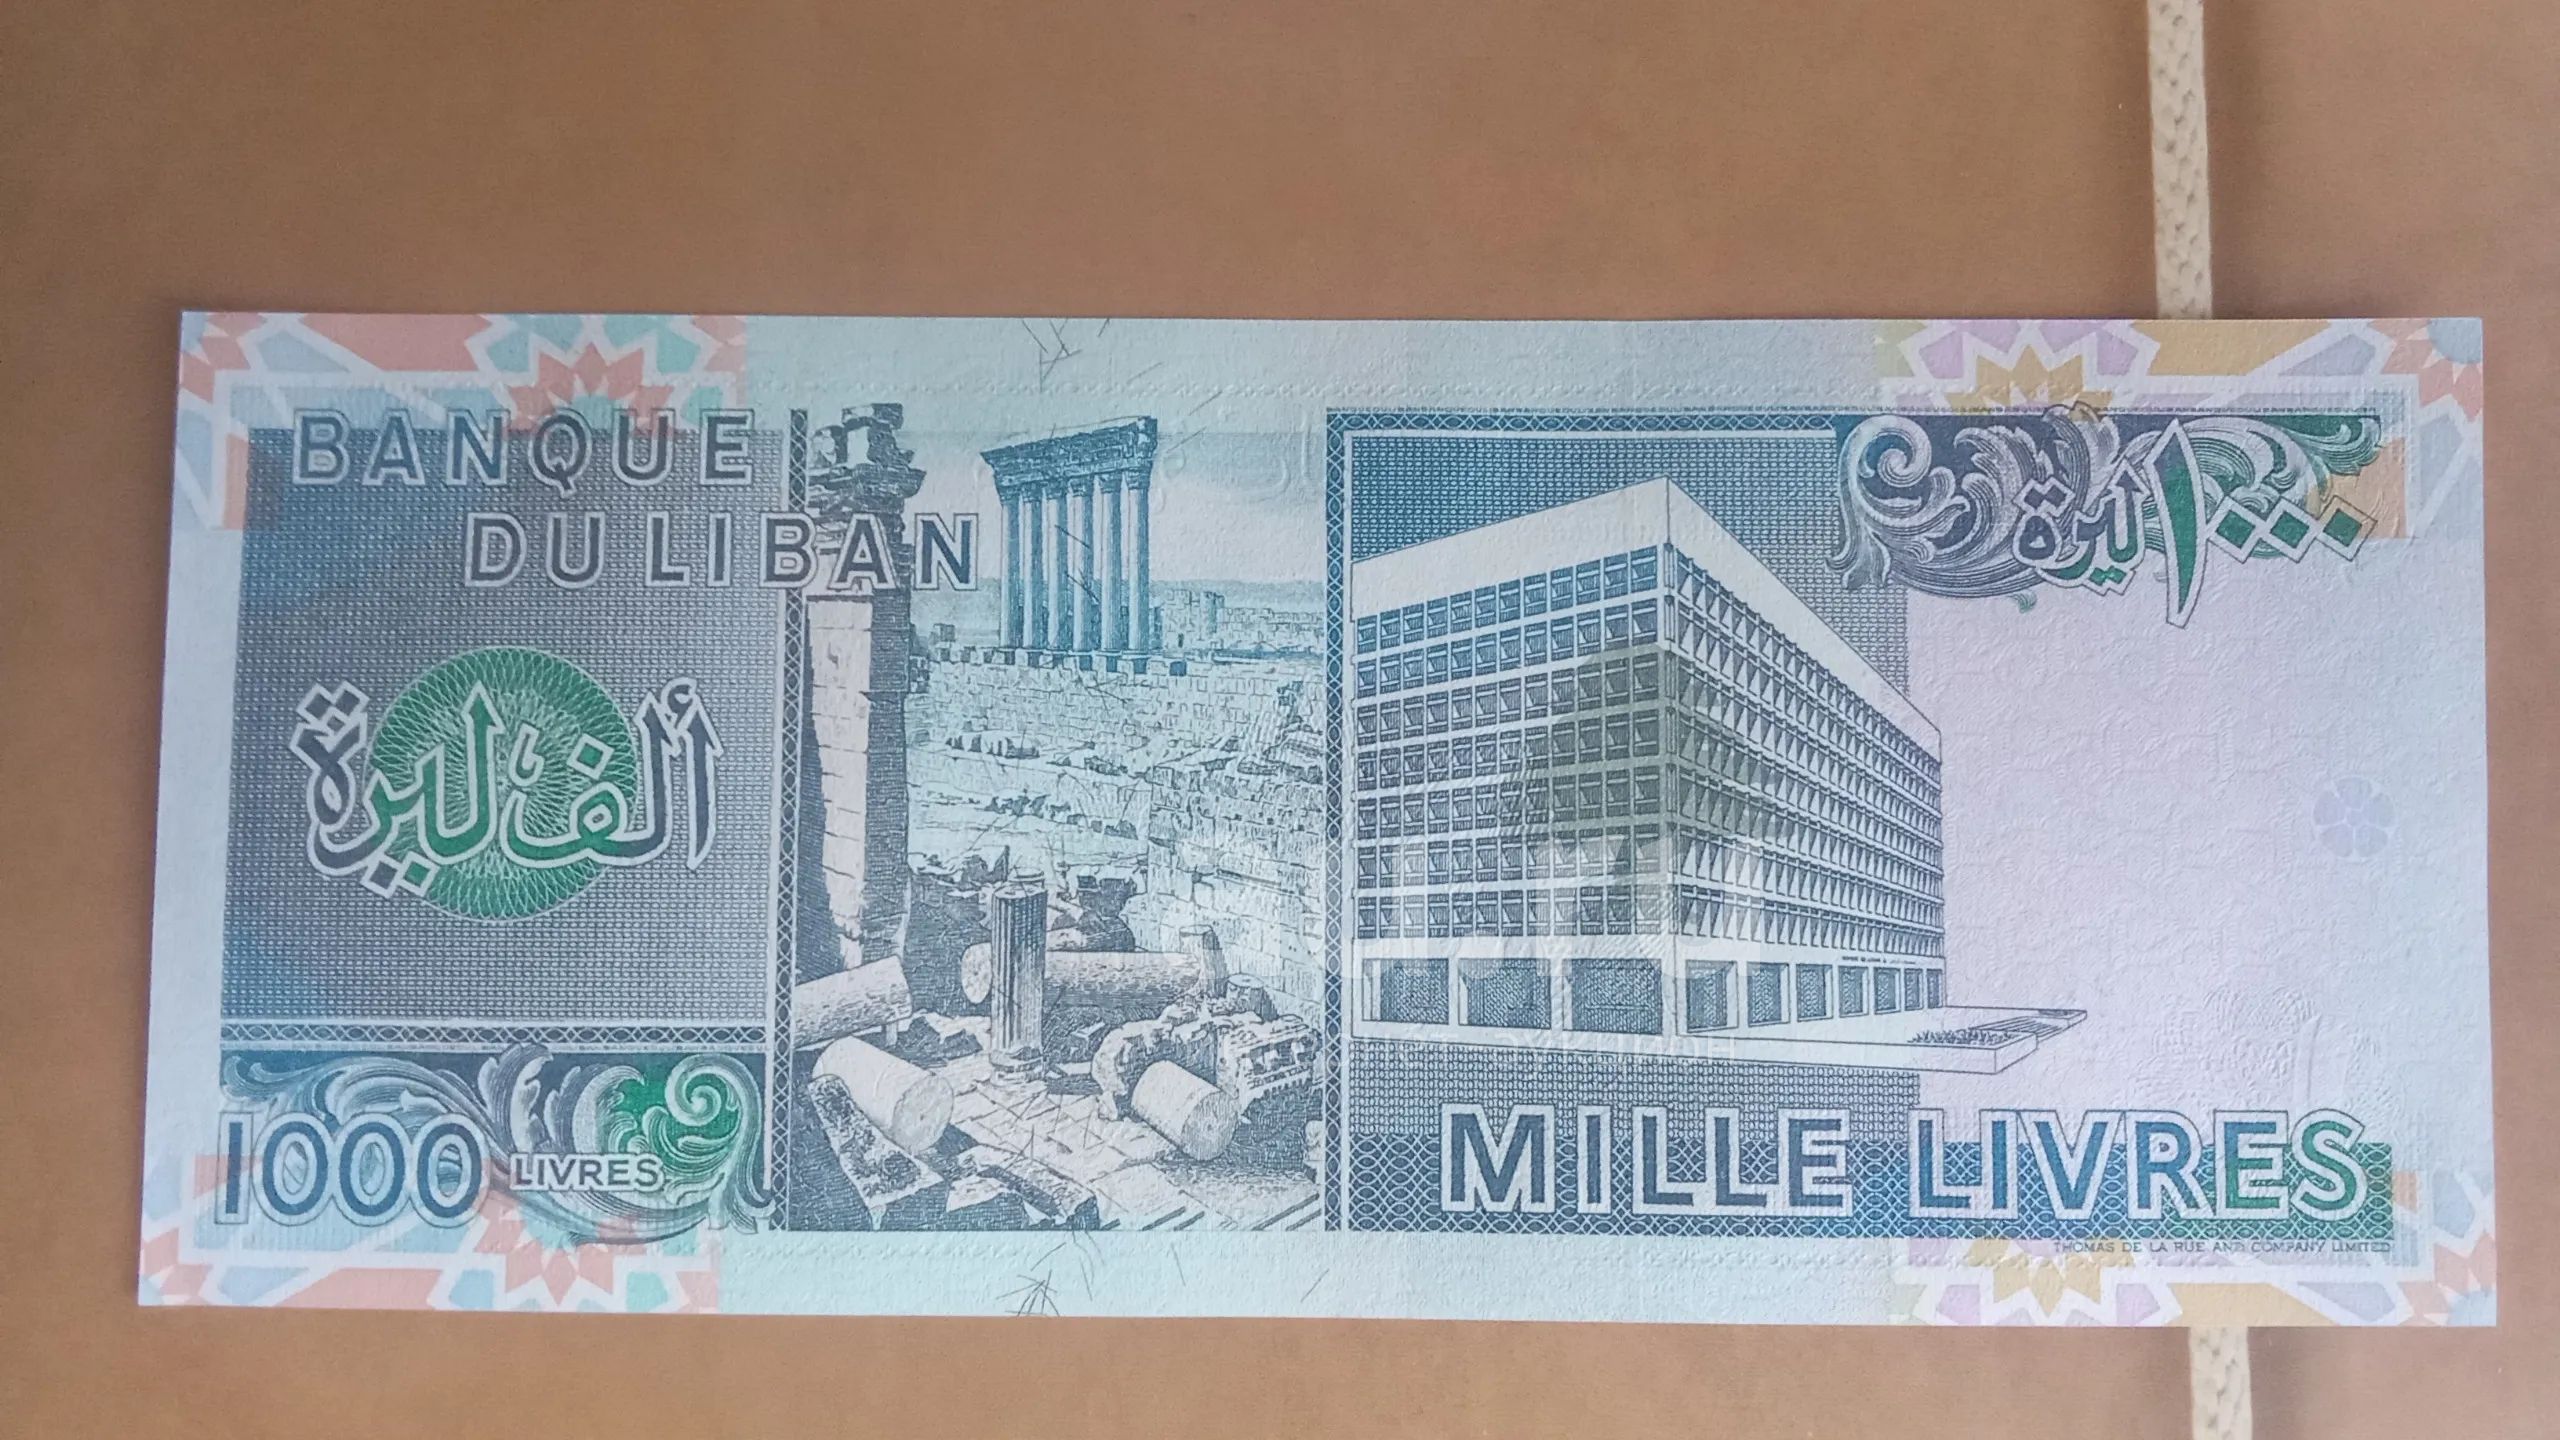 BANQUE
DU LIBAN
١٠٠٠ ليرة
ألف ليرة
1000 LIVRES
MILLE LIVRES
THOMAS DE LA RUE AND COMPANY LIMITED